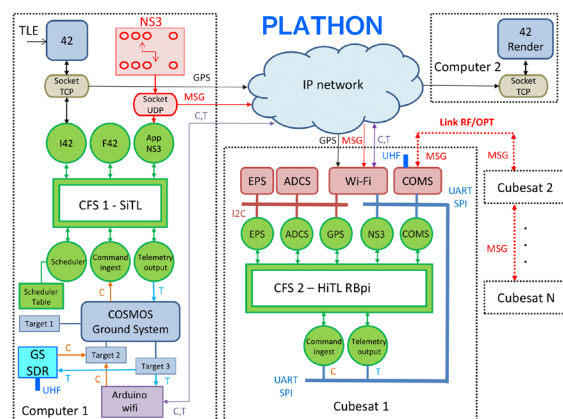 PLATHON
NS3
TLE
42
Socket
TCP
GPS
Socket
UDP
MSG
IP network
C,T
42
Render
Socket
TCP
Computer 2
I42
F42
App
NS3
CFS 1 - SiTL
Scheduler
Command
ingest
Telemetry
output
Scheduler
Table
C
T
COSMOS
Ground System
Target 1
Target 2
Target 3
GS
SDR
C
T
C
T
UHF
Arduino
wifi
C,T
Computer 1
GPS
MSG
C,T
UHF
MSG
Link RF/OPT
MSG
EPS
ADCS
Wi-Fi
COMS
UART
SPI
I2C
EPS
ADCS
GPS
NS3
COMS
CFS 2 – HiTL RBpi
Command
ingest
Telemetry
output
UART
SPI
C
T
Cubesat 1
Cubesat 2
MSG
Cubesat N